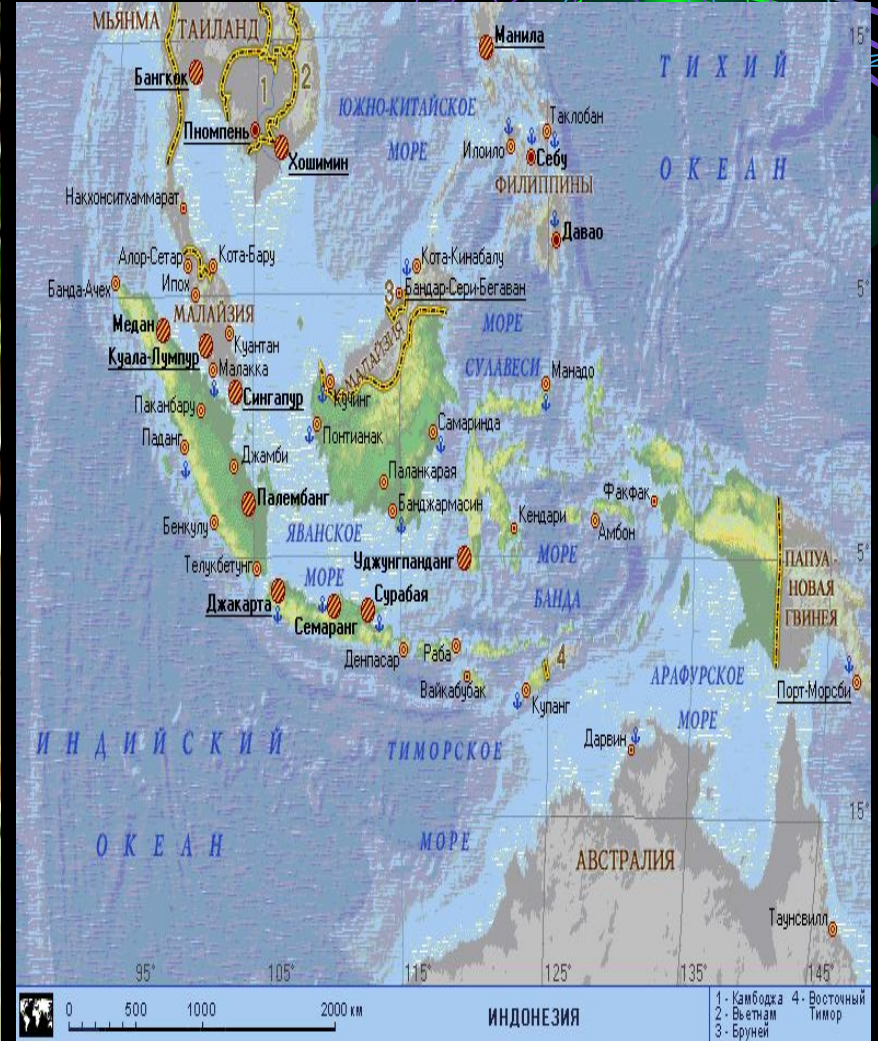 МЬЯНМА
ТАИЛАНД
Манила
15°
Бангкок
1
2
ТИХИЙ
ЮЖНО-КИТАЙСКОЕ
МОРЕ
Таклобан
Пномпень
Хошимин
Илоило
Себу
ОКЕАН
ФИЛИППИНЫ
Накхонситхаммарат
Давао
Алор-Сетар
Кота-Бару
Кота-Кинабалу
Банда-Ачех
Ипох
3
Бандар-Сери-Бегаван
5°
МАЛАЙЗИЯ
Медан
Куантан
МОРЕ
СУЛАВЕСИ
Куала-Лумпур
МАЛАЙЗИЯ
Малакка
Манадо
Сингапур
Кучинг
Паканбару
Понтианак
Самаринда
Паданг
Джамби
Паланкарая
Палембанг
Факфак
Банджармасин
Кендари
Амбон
Бенкулу
ЯВАНСКОЕ
МОРЕ
Уджунгпанданг
МОРЕ
БАНДА
5°
ПАПУА-
НОВАЯ
ГВИНЕЯ
Телукбетунг
Джакарта
Сурабая
Семаранг
Денпасар
Раба
4
Вайкабубак
Купанг
АРАФУРСКОЕ
МОРЕ
Порт-Морсби
ИНДИЙСКИЙ
ОКЕАН
ТИМОРСКОЕ
МОРЕ
Дарвин
15°
АВСТРАЛИЯ
Таунсвилл
95°
105°
115°
125°
135°
145°
0 500 1000 2000 км
ИНДОНЕЗИЯ
1 - Камбоджа 4 - Восточный
2 - Вьетнам Тимор
3 - Бруней